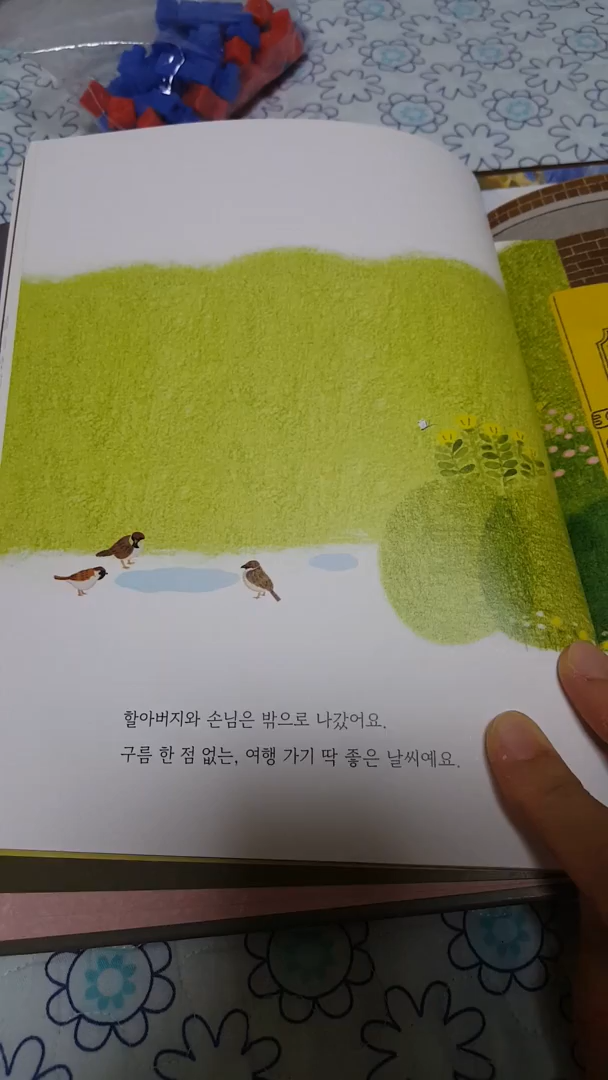 할아버지와 손님은 밖으로 나갔어요.
구름 한 점 없는, 여행 가기 딱 좋은 날씨예요.